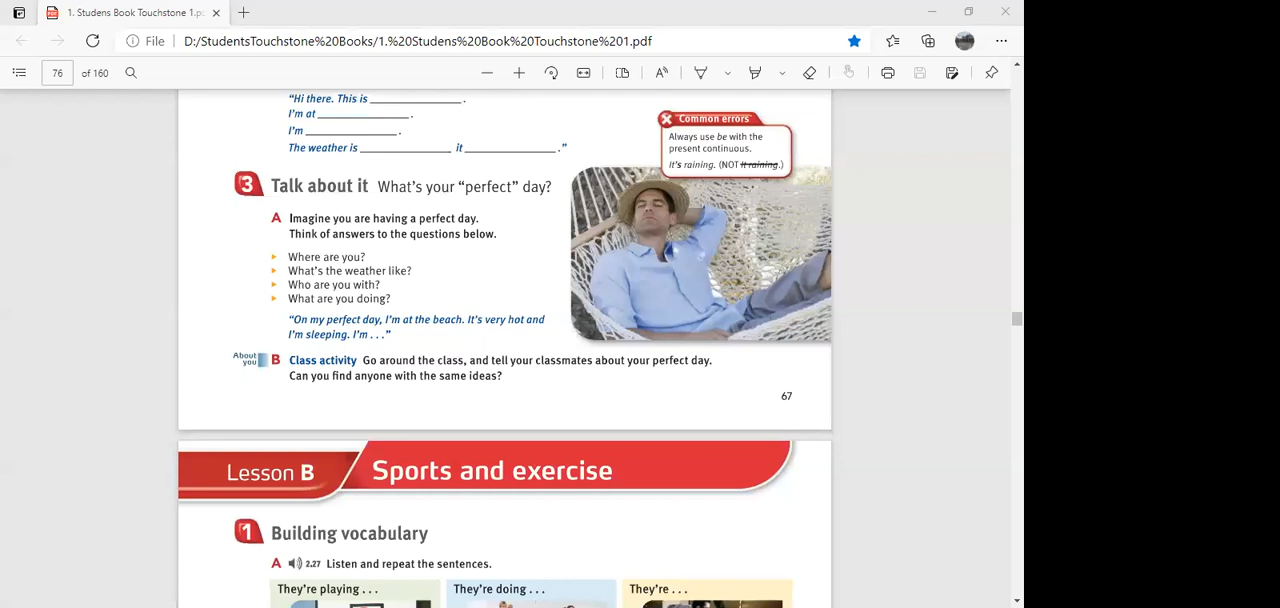 1. Studens Book Touchstone 1.p
File D:/StudentsTouchstone%20Books/1.%20Studens%20Book%20Touchstone%201.pdf
76 of 160
"Hi there. This is ____________.
I'm at ____________.
I'm ____________.
The weather is ____________ it ____________."
Common errors
Always use be with the
present continuous.
It's raining. (NOT It raining.)
3 Talk about it What's your "perfect" day?
A Imagine you are having a perfect day.
Think of answers to the questions below.
Where are you?
What's the weather like?
Who are you with?
What are you doing?
"On my perfect day, I'm at the beach. It's very hot and
I'm sleeping. I'm . . ."
About
you
B Class activity Go around the class, and tell your classmates about your perfect day.
Can you find anyone with the same ideas?
67
Lesson B Sports and exercise
1 Building vocabulary
A 2.27 Listen and repeat the sentences.
They're playing . . . They're doing . . . They're . . .